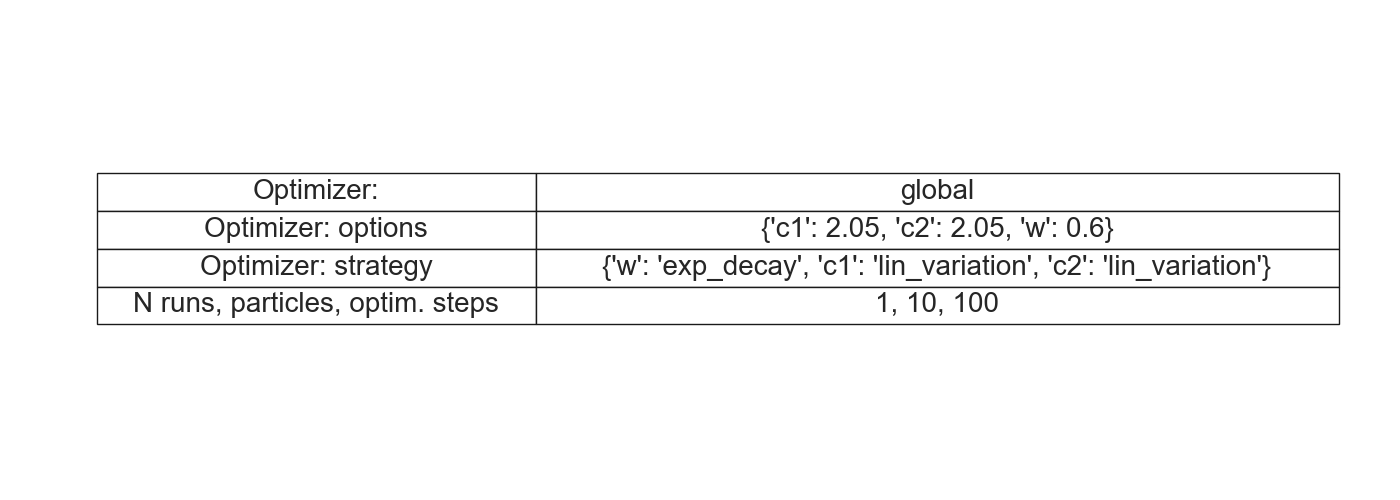 Optimizer: global
Optimizer: options {'c1': 2.05, 'c2': 2.05, 'w': 0.6}
Optimizer: strategy {'w': 'exp_decay', 'c1': 'lin_variation', 'c2': 'lin_variation'}
N runs, particles, optim. steps 1, 10, 100